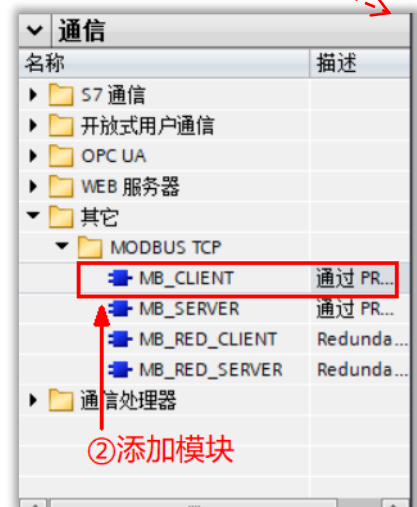 通信
名称 描述
S7 通信
开放式用户通信
OPC UA
WEB 服务器
其它
MODBUS TCP
MB_CLIENT 通过 PR...
MB_SERVER 通过 PR...
MB_RED_CLIENT Redunda...
MB_RED_SERVER Redunda...
通信处理器
②添加模块